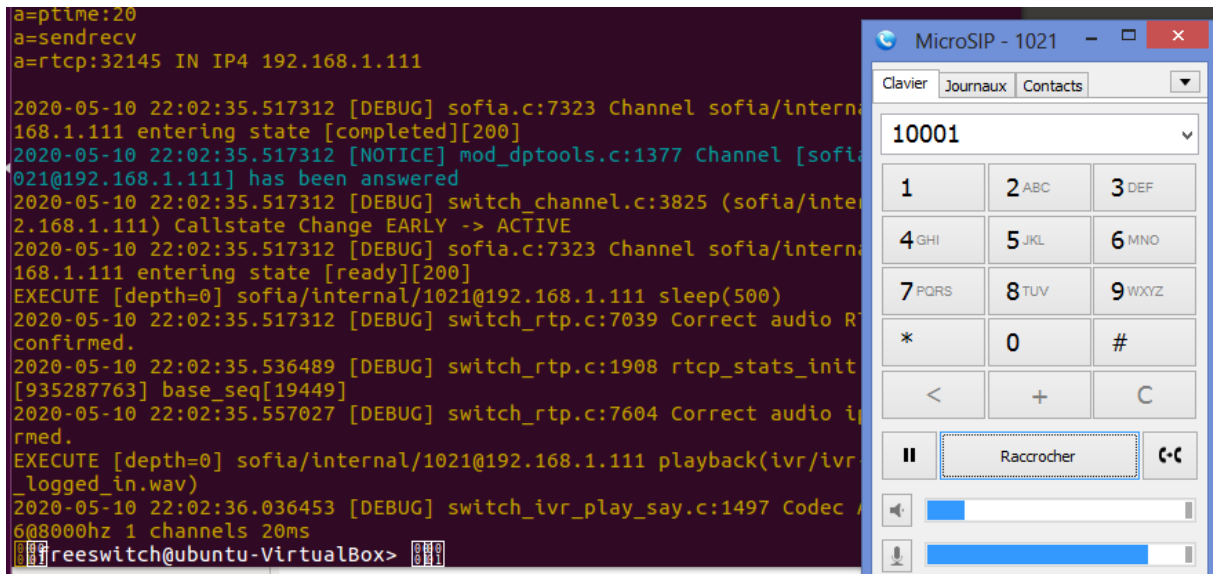 a=ptime:20
a=sendrecv
a=rtcp:32145 IN IP4 192.168.1.111
2020-05-10 22:02:35.517312 [DEBUG] sofia.c:7323 Channel sofia/interna
168.1.111 entering state [completed][200]
2020-05-10 22:02:35.517312 [NOTICE] mod_dptools.c:1377 Channel [sofia
021@192.168.1.111] has been answered
2020-05-10 22:02:35.517312 [DEBUG] switch_channel.c:3825 (sofia/inter
2.168.1.111) Callstate Change EARLY -> ACTIVE
2020-05-10 22:02:35.517312 [DEBUG] sofia.c:7323 Channel sofia/interna
168.1.111 entering state [ready][200]
EXECUTE [depth=0] sofia/internal/1021@192.168.1.111 sleep(500)
2020-05-10 22:02:35.517312 [DEBUG] switch_rtp.c:7039 Correct audio RT
confirmed.
2020-05-10 22:02:35.536489 [DEBUG] switch_rtp.c:1908 rtcp_stats_init
[935287763] base_seq[19449]
2020-05-10 22:02:35.557027 [DEBUG] switch_rtp.c:7604 Correct audio ip
rmed.
EXECUTE [depth=0] sofia/internal/1021@192.168.1.111 playback(ivr/ivr-
_logged_in.wav)
2020-05-10 22:02:36.036453 [DEBUG] switch_ivr_play_say.c:1497 Codec A
6@8000hz 1 channels 20ms
freeswitch@ubuntu-VirtualBox>
MicroSIP - 1021
Clavier Journaux Contacts
10001
1 2 ABC 3 DEF
4 GHI 5 JKL 6 MNO
7 PQRS 8 TUV 9 WXYZ
* 0 #
< + C
Raccrocher